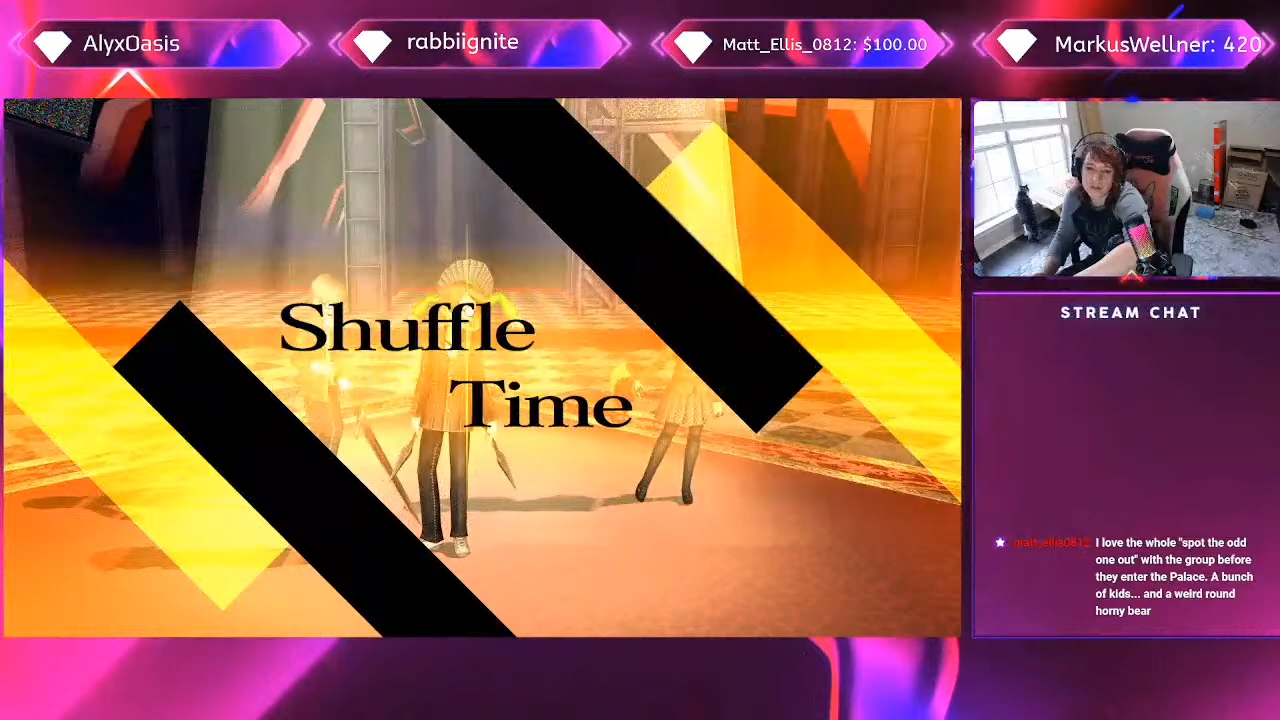 AlyxOasis
rabbiignite
Matt_Ellis_0812: $100.00
MarkusWellner: 420
Shuffle
Time
STREAM CHAT
matt_ellis0812 I love the whole "spot the odd
one out" with the group before
they enter the Palace. A bunch
of kids... and a weird round
horny bear